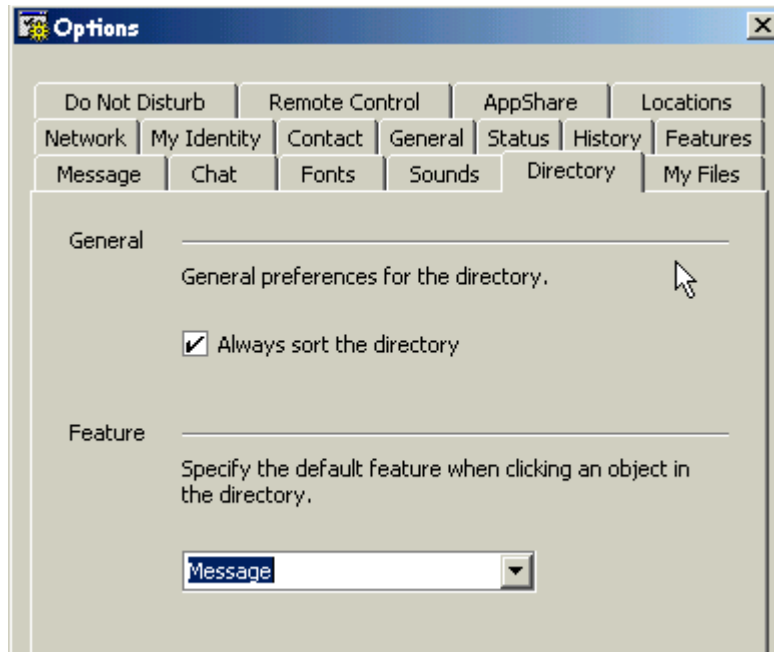 Options
Do Not Disturb Remote Control AppShare Locations
Network My Identity Contact General Status History Features
Message Chat Fonts Sounds Directory My Files
General
General preferences for the directory.
Always sort the directory
Feature
Specify the default feature when clicking an object in
the directory.
Message